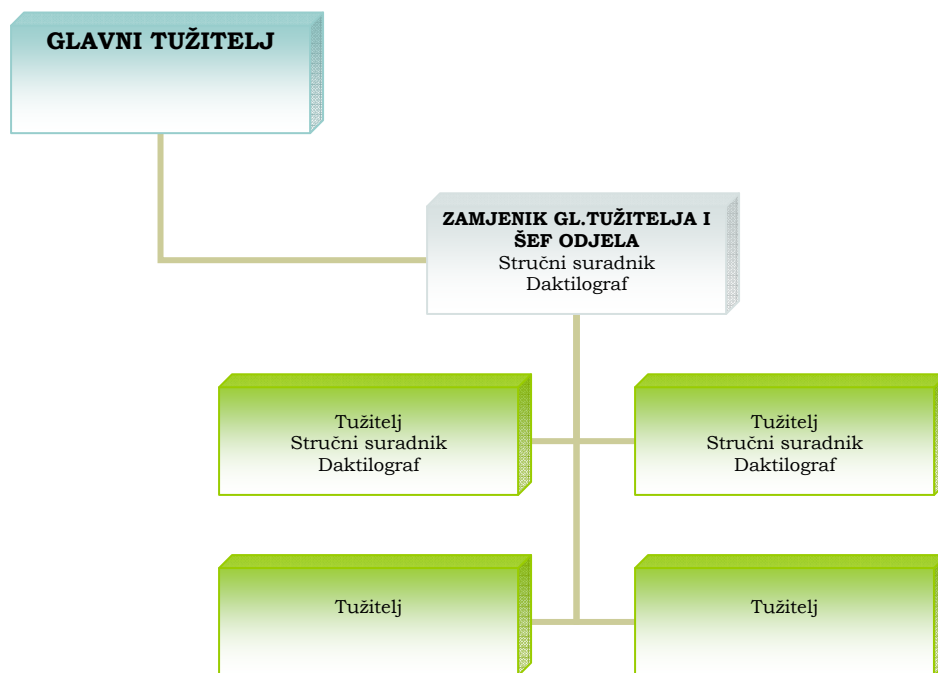 GLAVNI TUŽITELJ
ZAMJENIK GL.TUŽITELJA I
ŠEF ODJELA
Stručni suradnik
Daktilograf
Tužitelj
Stručni suradnik
Daktilograf
Tužitelj
Stručni suradnik
Daktilograf
Tužitelj
Tužitelj